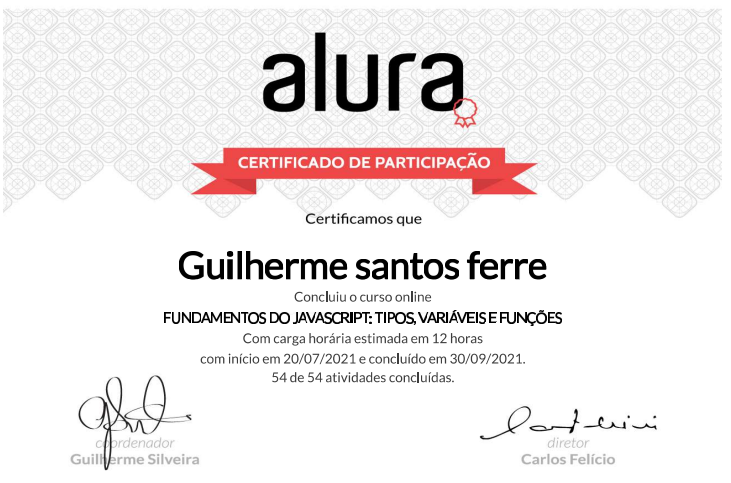 alura
CERTIFICADO DE PARTICIPAÇÃO
Certificamos que
Guilherme santos ferre
Concluiu o curso online
FUNDAMENTOS DO JAVASCRIPT: TIPOS, VARIÁVEIS E FUNÇÕES
Com carga horária estimada em 12 horas
com início em 20/07/2021 e concluído em 30/09/2021.
54 de 54 atividades concluídas.
coordenador
Guilherme Silveira
diretor
Carlos Felício